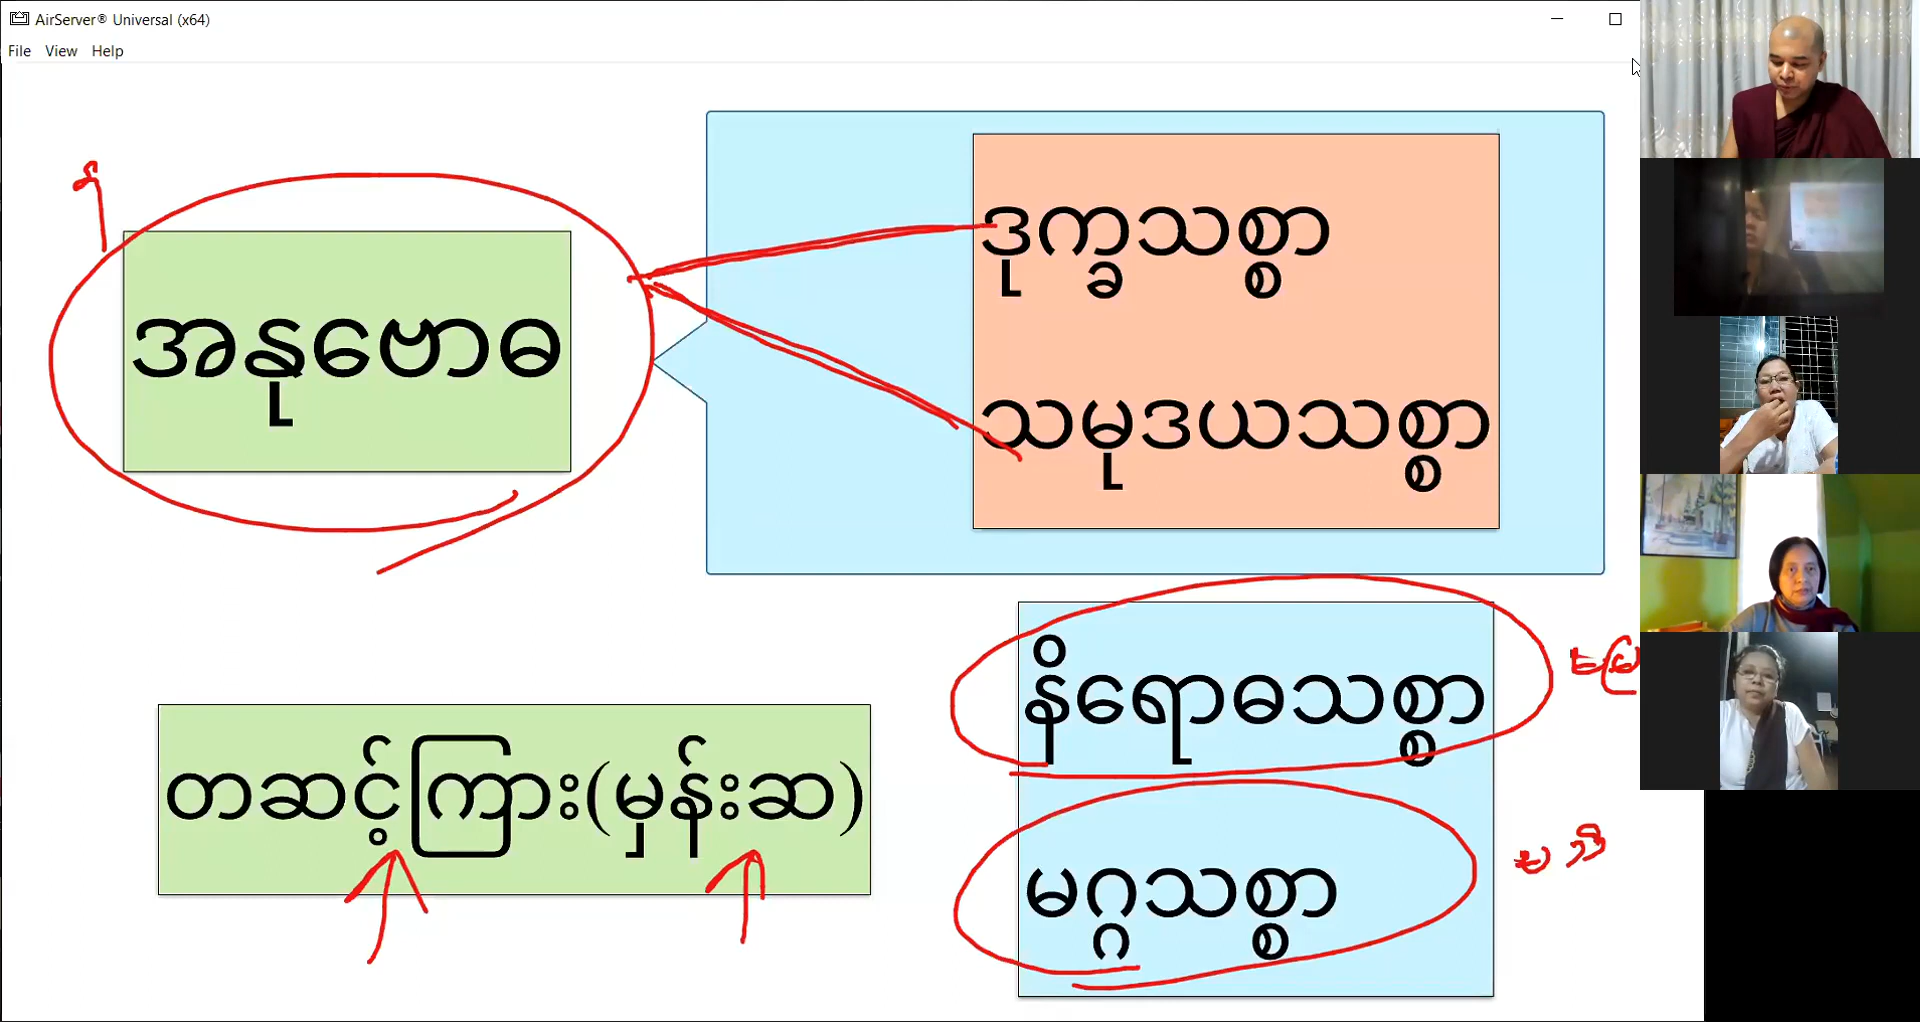 AirServer® Universal (x64)
File View Help
အနုဗောဓ
ဒုက္ခသစ္စာ
သမုဒယသစ္စာ
တဆင့်ကြား(မှန်းဆ)
နိရောဓသစ္စာ
မဂ္ဂသစ္စာ